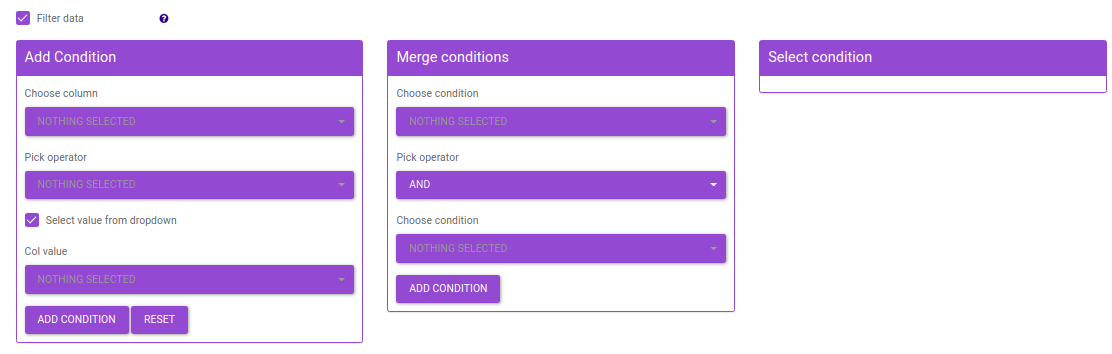 Filter data
Add Condition
Choose column
NOTHING SELECTED
Pick operator
NOTHING SELECTED
Select value from dropdown
Col value
NOTHING SELECTED
ADD CONDITION RESET
Merge conditions
Choose condition
NOTHING SELECTED
Pick operator
AND
Choose condition
NOTHING SELECTED
ADD CONDITION
Select condition